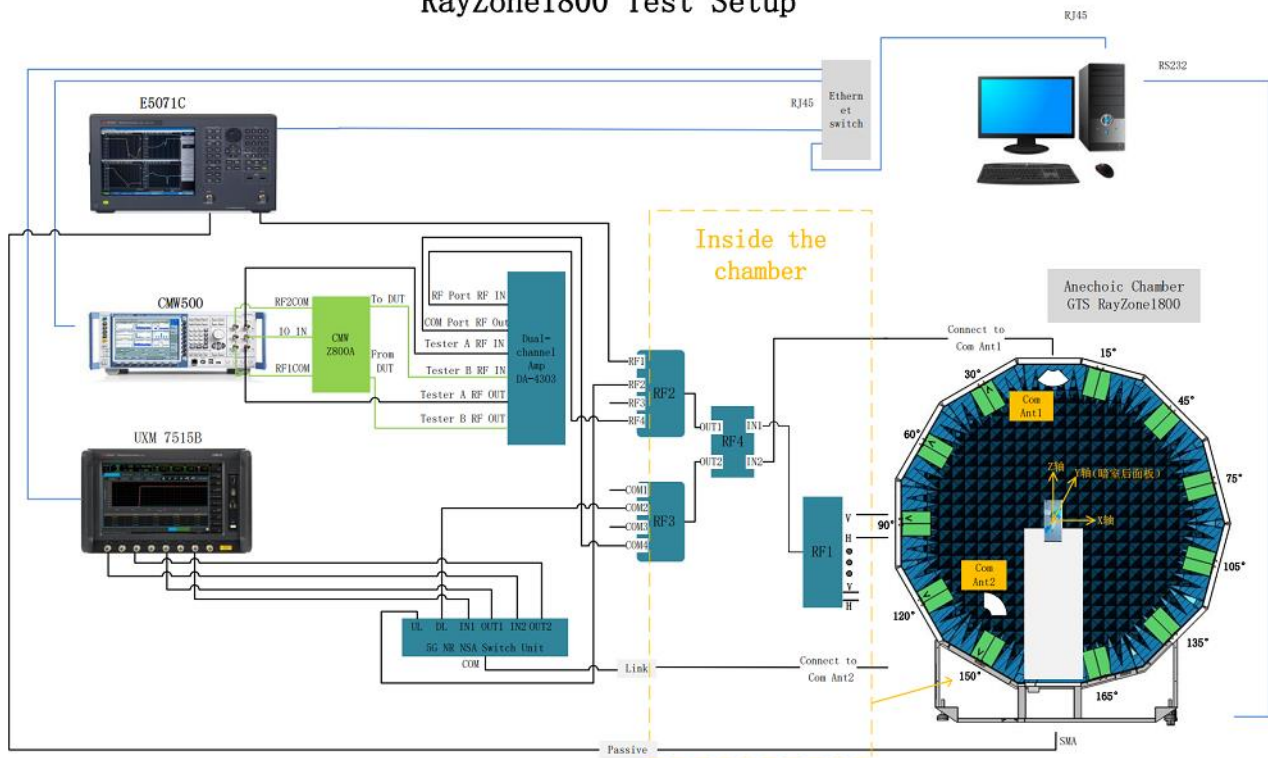 RayZone1800 Test Setup
RJ45
RS232
E5071C
RJ45
Ethern
et
switch
Inside the
chamber
Anechoic Chamber
GTS RayZone1800
CMW500
RF2COM
IO IN
RF1COM
CMW
Z800A
To DUT
From
DUT
RF Port RF IN
COM Port RF Out
Tester A RF IN
Tester B RF IN
Tester A RF OUT
Tester B RF OUT
Dual-
channel
Amp
DA-4303
Connect to
Com Ant1
RF1
RF2
RF3
RF4
RF2
OUT1
IN1
RF4
OUT2
IN2
COM1
COM2
COM3
COM4
RF3
RF1
V
H
V
H
15°
30°
Com
Ant1
45°
60°
75°
Z轴
Y轴(暗室后面板)
X轴
90°
Com
Ant2
105°
120°
135°
150°
165°
UXM 7515B
UL DL IN1 OUT1 IN2 OUT2
5G NR NSA Switch Unit
COM
Link
Connect to
Com Ant2
SMA
Passive